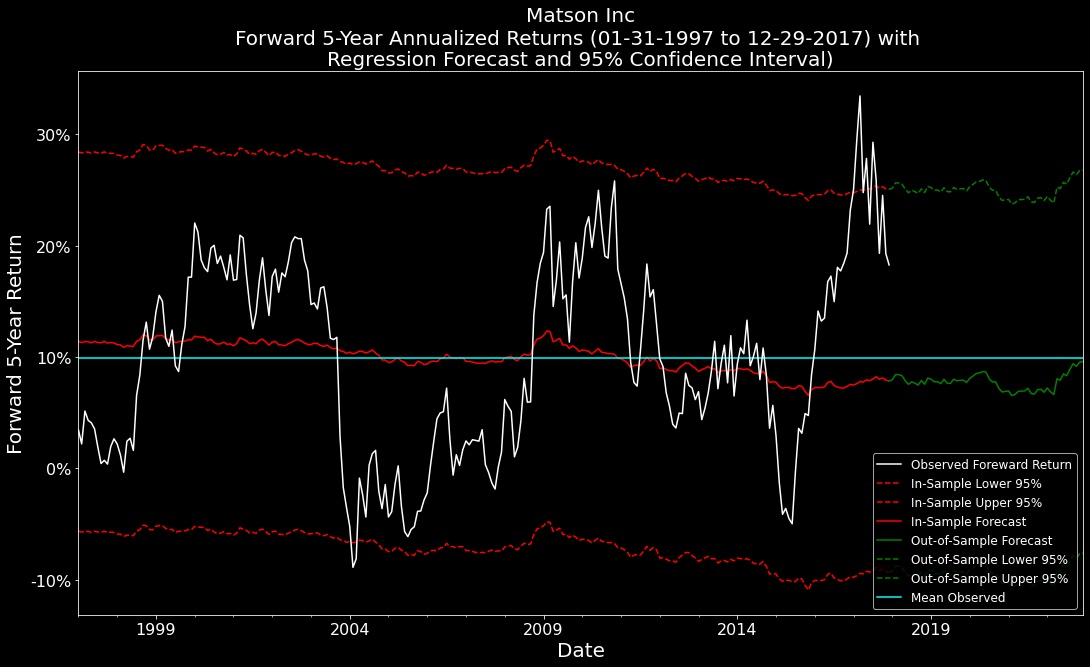 Matson Inc
Forward 5-Year Annualized Returns (01-31-1997 to 12-29-2017) with
Regression Forecast and 95% Confidence Interval)
Forward 5-Year Return
30%
20%
10%
0%
-10%
Observed Foreward Return
In-Sample Lower 95%
In-Sample Upper 95%
In-Sample Forecast
Out-of-Sample Forecast
Out-of-Sample Lower 95%
Out-of-Sample Upper 95%
Mean Observed
1999
2004
2009
2014
2019
Date